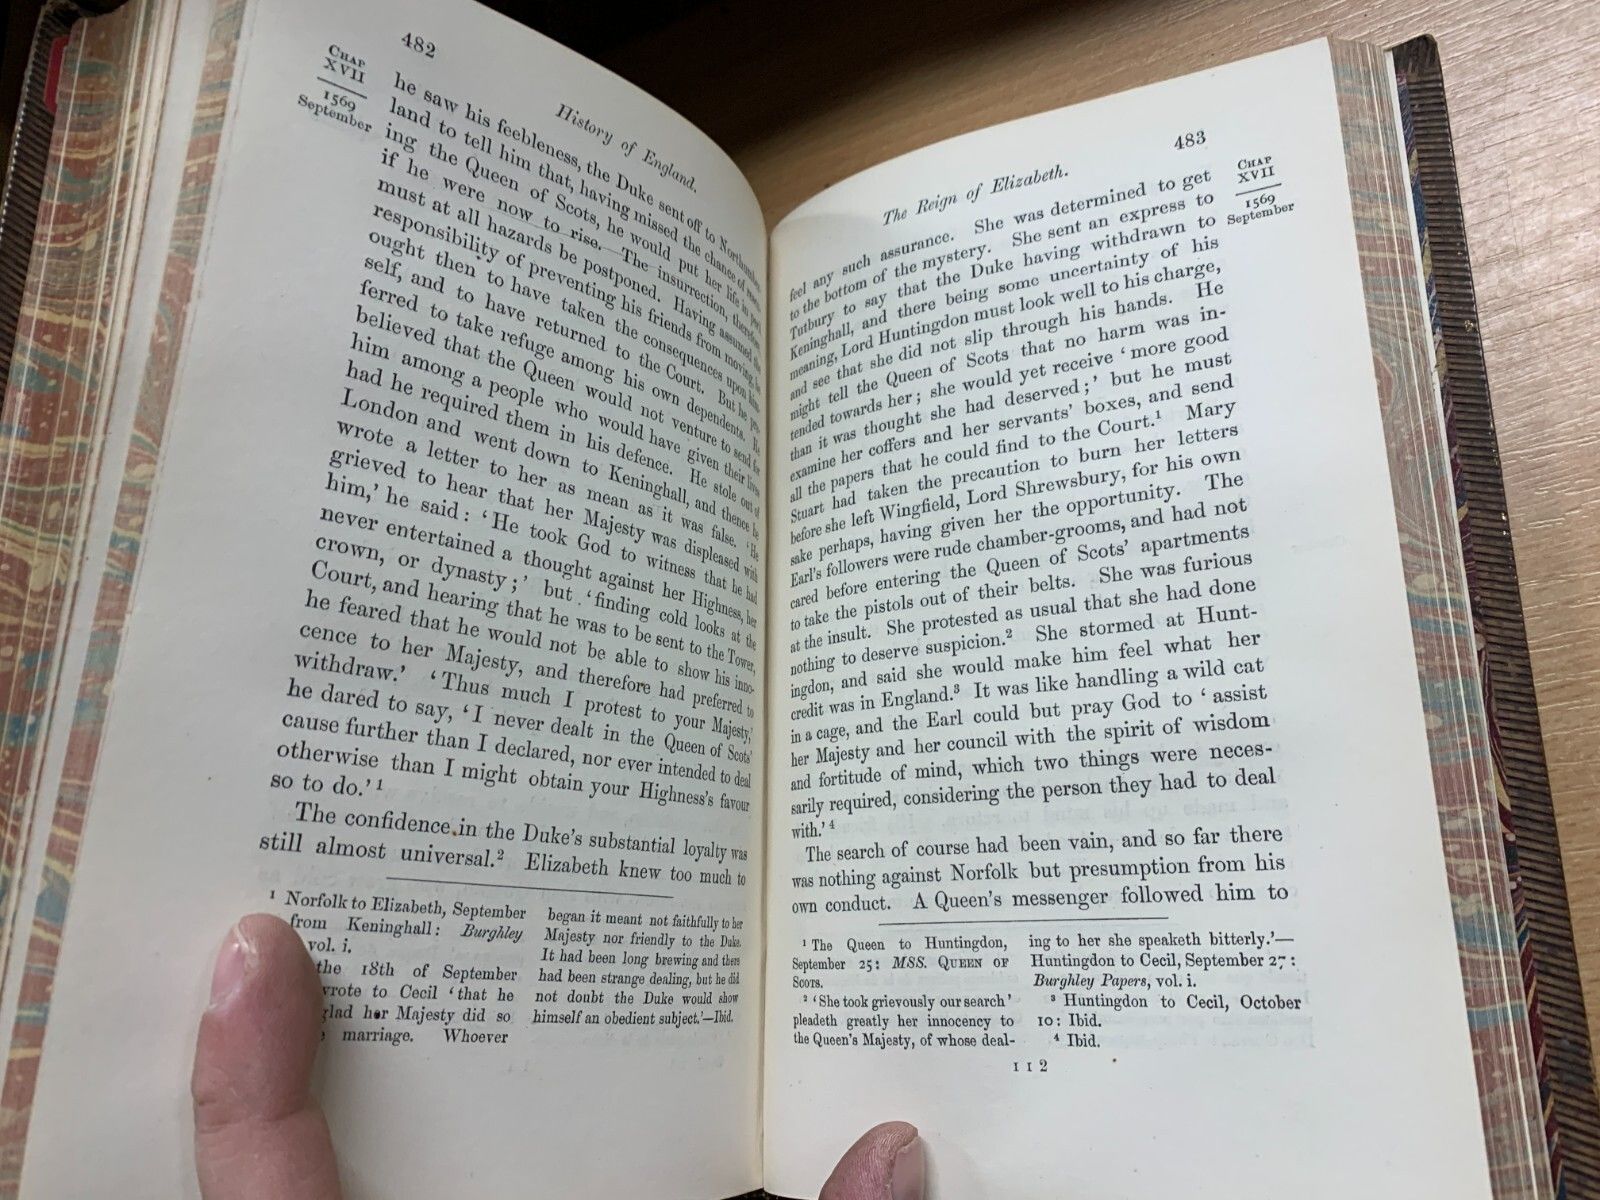 482
History of England.
CHAP
XVII
1569
September
he saw his feebleness, the Duke sent off to Northumber-
land to tell him that, having missed the chance of
ing the Queen of Scots, he would put her life in peril
if he were now to rise. The insurrection, therefore
must at all hazards be postponed. Having assumed the
responsibility of preventing his friends from moving, he
ought then to have taken the consequences upon him-
self, and to have returned to the Court. But he pre-
ferred to take refuge among his own dependents. He
believed that the Queen would not venture to send for
him among a people who would have given their lives
had he required them in his defence. He stole out of
London and went down to Keninghall, and thence he
wrote a letter to her as mean as it was false. 'He
grieved to hear that her Majesty was displeased with
him,' he said: 'He took God to witness that he had
never entertained a thought against her Highness, her
crown, or dynasty;' but 'finding cold looks at the
Court, and hearing that he was to be sent to the Tower,
he feared that he would not be able to show his inno-
cence to her Majesty, and therefore had preferred to
withdraw.' 'Thus much I protest to your Majesty,'
he dared to say, 'I never dealt in the Queen of Scots'
cause further than I declared, nor ever intended to deal
otherwise than I might obtain your Highness's favour
so to do.'¹
The confidence in the Duke's substantial loyalty was
still almost universal.² Elizabeth knew too much to
¹ Norfolk to Elizabeth, September
from Keninghall: Burghley
vol. i.
the 18th of September
wrote to Cecil 'that he
glad her Majesty did so
marriage. Whoever
began it meant not faithfully to her
Majesty nor friendly to the Duke.
It had been long brewing and there
had been strange dealing, but he did
not doubt the Duke would show
himself an obedient subject.'—Ibid.
483
The Reign of Elizabeth.
CHAP
XVII
1569
September
feel any such assurance. She was determined to get
to the bottom of the mystery. She sent an express to
Tutbury to say that the Duke having withdrawn to
Keninghall, and there being some uncertainty of his
meaning, Lord Huntingdon must look well to his charge,
and see that she did not slip through his hands. He
might tell the Queen of Scots that no harm was in-
tended towards her; she would yet receive 'more good
than it was thought she had deserved;' but he must
examine her coffers and her servants' boxes, and send
all the papers that he could find to the Court.¹ Mary
Stuart had taken the precaution to burn her letters
before she left Wingfield, Lord Shrewsbury, for his own
sake perhaps, having given her the opportunity. The
Earl's followers were rude chamber-grooms, and had not
cared before entering the Queen of Scots' apartments
to take the pistols out of their belts. She was furious
at the insult. She protested as usual that she had done
nothing to deserve suspicion.² She stormed at Hunt-
ingdon, and said she would make him feel what her
credit was in England.³ It was like handling a wild cat
in a cage, and the Earl could but pray God to 'assist
her Majesty and her council with the spirit of wisdom
and fortitude of mind, which two things were neces-
sarily required, considering the person they had to deal
with.'⁴
The search of course had been vain, and so far there
was nothing against Norfolk but presumption from his
own conduct. A Queen's messenger followed him to
¹ The Queen to Huntingdon,
September 25: MSS. QUEEN OF
SCOTS.
² 'She took grievously our search'
pleadeth greatly her innocency to
the Queen's Majesty, of whose deal-
ing to her she speaketh bitterly.'—
Huntingdon to Cecil, September 27:
Burghley Papers, vol. i.
³ Huntingdon to Cecil, October
10: Ibid.
⁴ Ibid.
I I 2